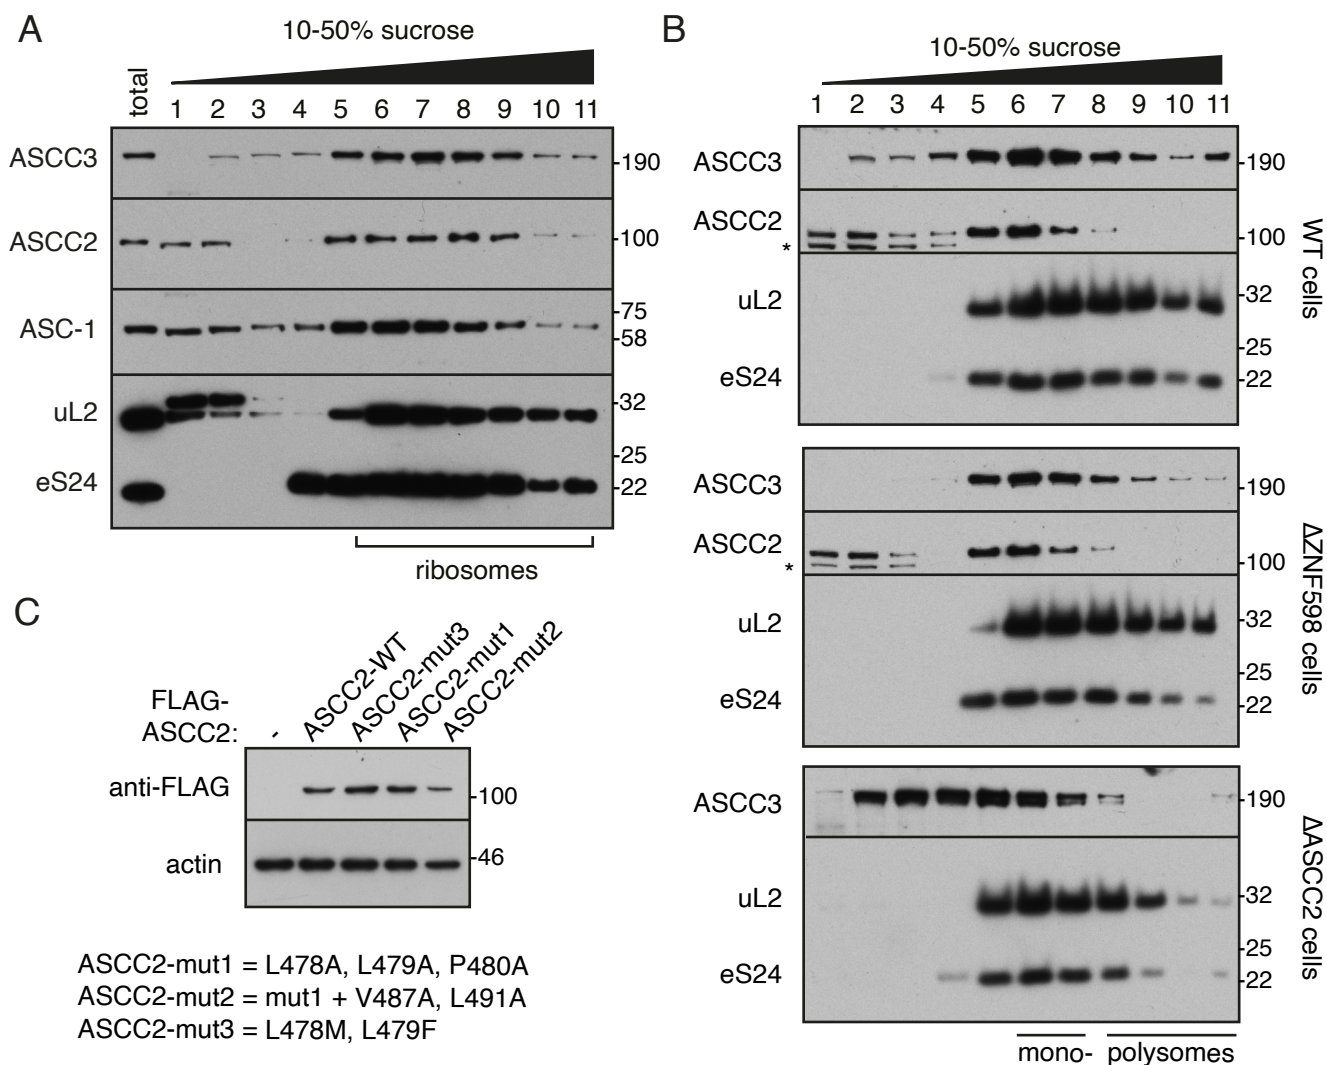 A
10-50% sucrose
total 1 2 3 4 5 6 7 8 9 10 11
ASCC3
-190
ASCC2
-100
ASC-1
-75
-58
uL2
-32
-25
eS24
-22
ribosomes
B
10-50% sucrose
1 2 3 4 5 6 7 8 9 10 11
ASCC3
-190
ASCC2
*
-100
uL2
-32
-25
eS24
-22
WT cells
ASCC3
-190
ASCC2
*
-100
uL2
-32
-25
eS24
-22
ΔZNF598 cells
ASCC3
-190
uL2
-32
-25
eS24
-22
ΔASCC2 cells
mono- polysomes
C
FLAG-
ASCC2:
-
ASCC2-WT
ASCC2-mut3
ASCC2-mut1
ASCC2-mut2
anti-FLAG
-100
actin
-46
ASCC2-mut1 = L478A, L479A, P480A
ASCC2-mut2 = mut1 + V487A, L491A
ASCC2-mut3 = L478M, L479F